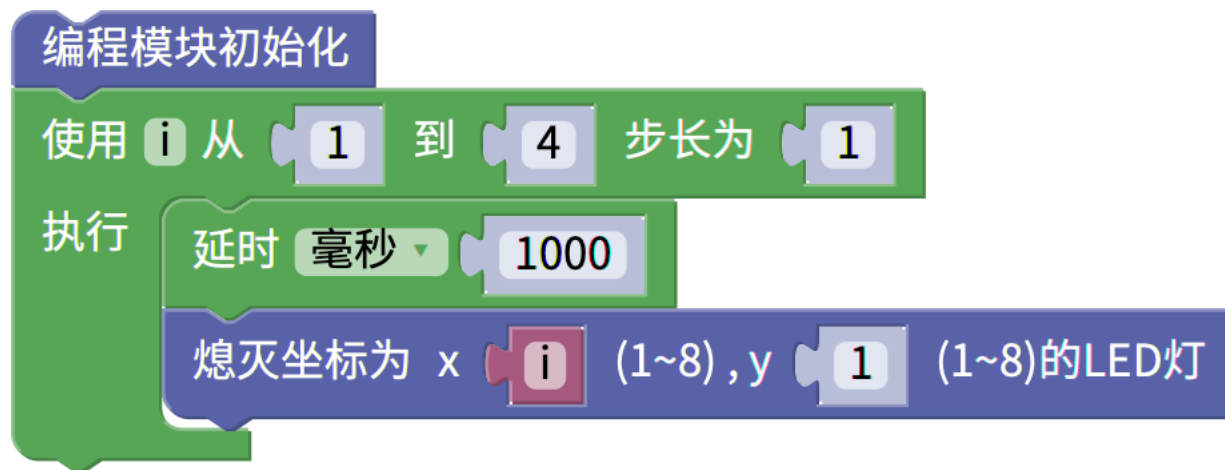 编程模块初始化
使用 i 从 1 到 4 步长为 1
执行
延时 毫秒 1000
熄灭坐标为 x i (1~8) , y 1 (1~8)的LED灯